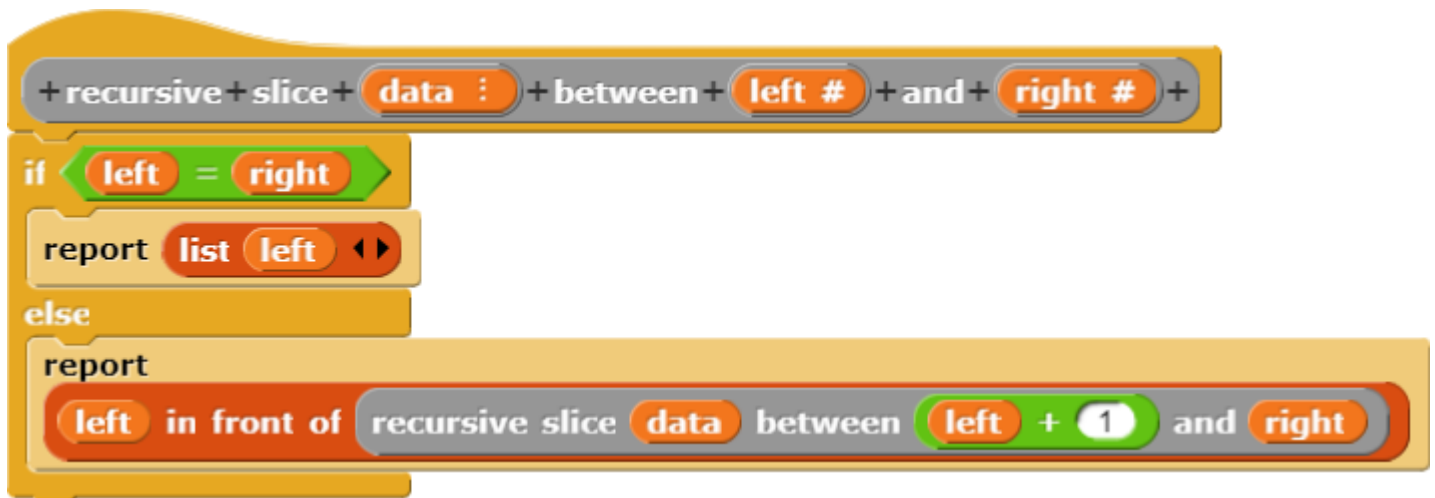 +recursive+slice+ data ⋮ +between+ left # +and+ right # +
if left = right
report list left ◂▸
else
report
left in front of recursive slice data between left + 1 and right